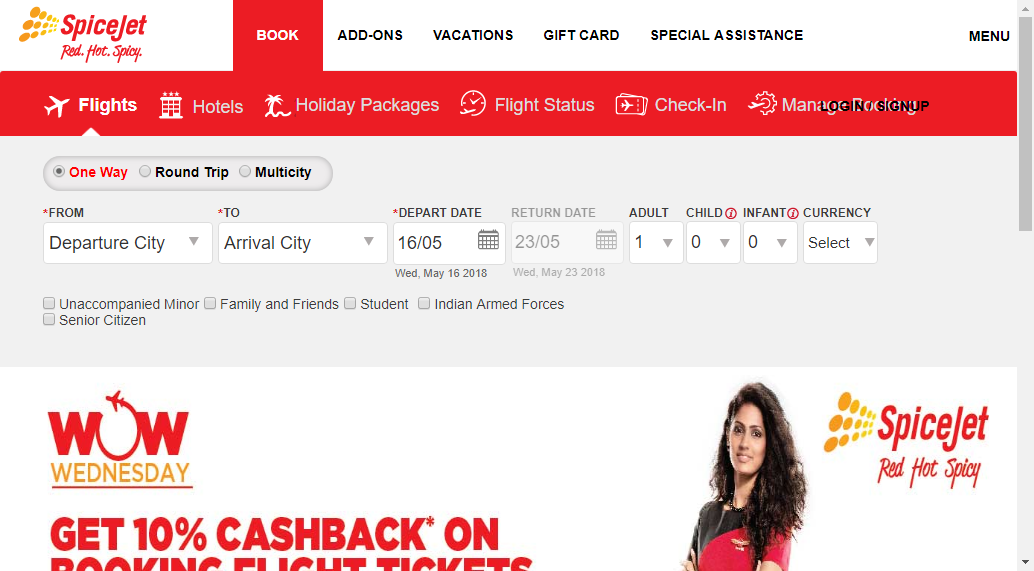 SpiceJet
Red. Hot. Spicy.
BOOK ADD-ONS VACATIONS GIFT CARD SPECIAL ASSISTANCE MENU
Flights Hotels Holiday Packages Flight Status Check-In Manage Booking
LOGIN / SIGNUP
One Way Round Trip Multicity
*FROM *TO *DEPART DATE RETURN DATE ADULT CHILD INFANT CURRENCY
Departure City Arrival City 16/05 23/05 1 0 0 Select
Wed, May 16 2018 Wed, May 23 2018
Unaccompanied Minor Family and Friends Student Indian Armed Forces
Senior Citizen
WOW
WEDNESDAY
SpiceJet
Red Hot Spicy
GET 10% CASHBACK* ON
BOOKING FLIGHT TICKETS